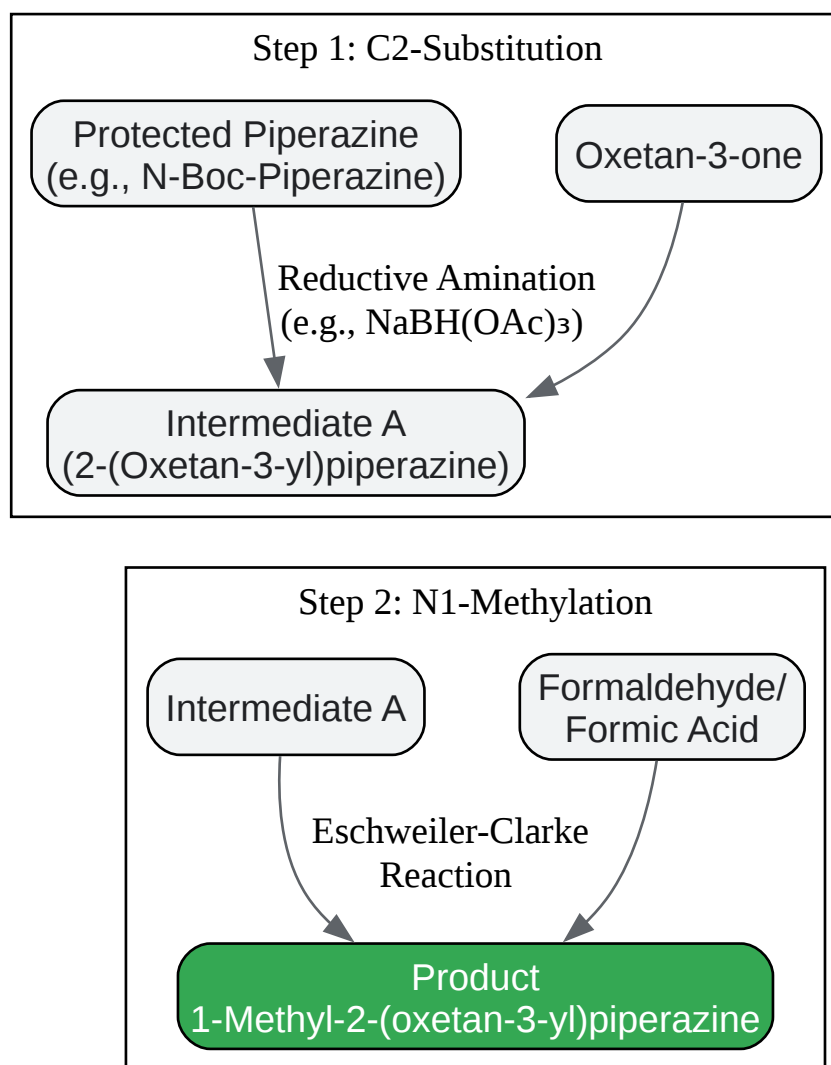 Step 1: C2-Substitution
Protected Piperazine
(e.g., N-Boc-Piperazine)
Oxetan-3-one
Reductive Amination
(e.g., NaBH(OAc)₃)
Intermediate A
(2-(Oxetan-3-yl)piperazine)
Step 2: N1-Methylation
Intermediate A
Formaldehyde/
Formic Acid
Eschweiler-Clarke
Reaction
Product
1-Methyl-2-(oxetan-3-yl)piperazine